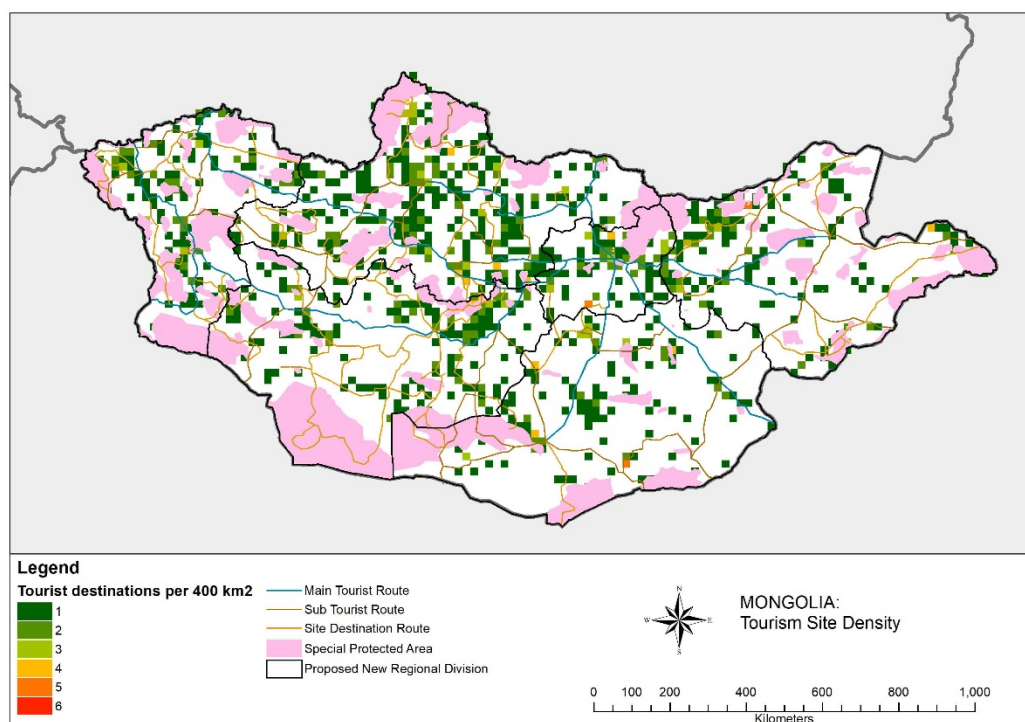 Legend
Tourist destinations per 400 km2
1
2
3
4
5
6
Main Tourist Route
Sub Tourist Route
Site Destination Route
Special Protected Area
Proposed New Regional Division
N
W E
S
MONGOLIA:
Tourism Site Density
0 100 200 400 600 800 1,000
Kilometers